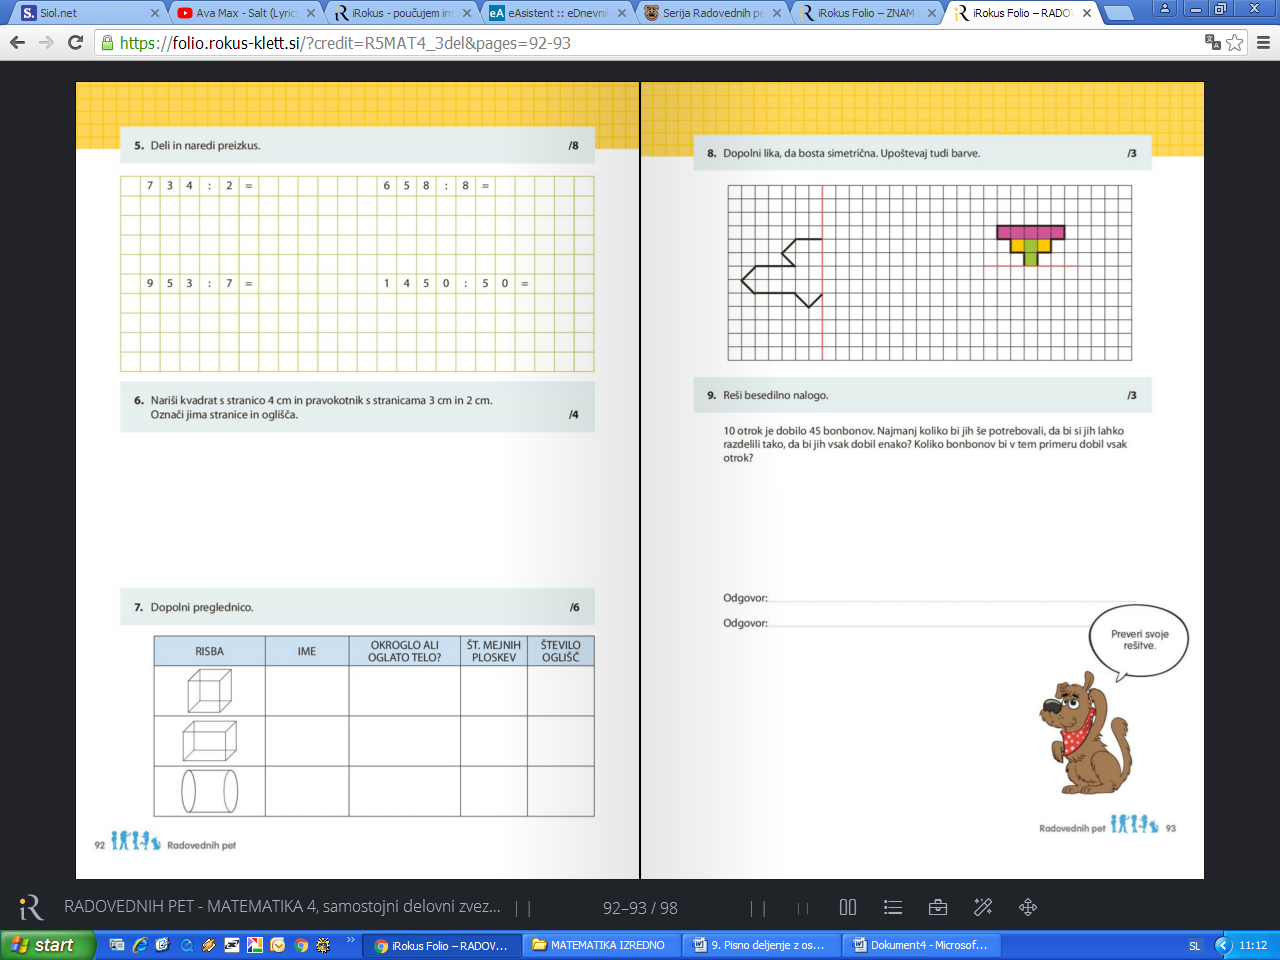 Siol.net
Ava Max - Salt (Lyric
iRokus - poučujem int
eAsistent :: eDnevni
Serija Radovednih pe
iRokus Folio – ZNAM
iRokus Folio – RADO
https://folio.rokus-klett.si/?credit=R5MAT4_3del&pages=92-93
5. Deli in naredi preizkus. /8
7 3 4 : 2 =
6 5 8 : 8 =
9 5 3 : 7 =
1 4 5 0 : 5 0 =
6. Nariši kvadrat s stranico 4 cm in pravokotnik s stranicama 3 cm in 2 cm.
Označi jima stranice in oglišča. /4
7. Dopolni preglednico. /6
RISBA
IME
OKROGLO ALI
OGLATO TELO?
ŠT. MEJNIH
PLOSKEV
ŠTEVILO
OGLIŠČ
92 Radovednih pet
8. Dopolni lika, da bosta simetrična. Upoštevaj tudi barve. /3
9. Reši besedilno nalogo. /3
10 otrok je dobilo 45 bonbonov. Najmanj koliko bi jih še potrebovali, da bi si jih lahko
razdelili tako, da bi jih vsak dobil enako? Koliko bonbonov bi v tem primeru dobil vsak
otrok?
Odgovor:
Odgovor:
Preveri svoje
rešitve.
Radovednih pet 93
iR RADOVEDNIH PET - MATEMATIKA 4, samostojni delovni zvez...
92–93 / 98
start
iRokus Folio – RADOV...
MATEMATIKA IZREDNO
9. Pisno deljenje z os...
Dokument4 - Microsof...
SL
11:12